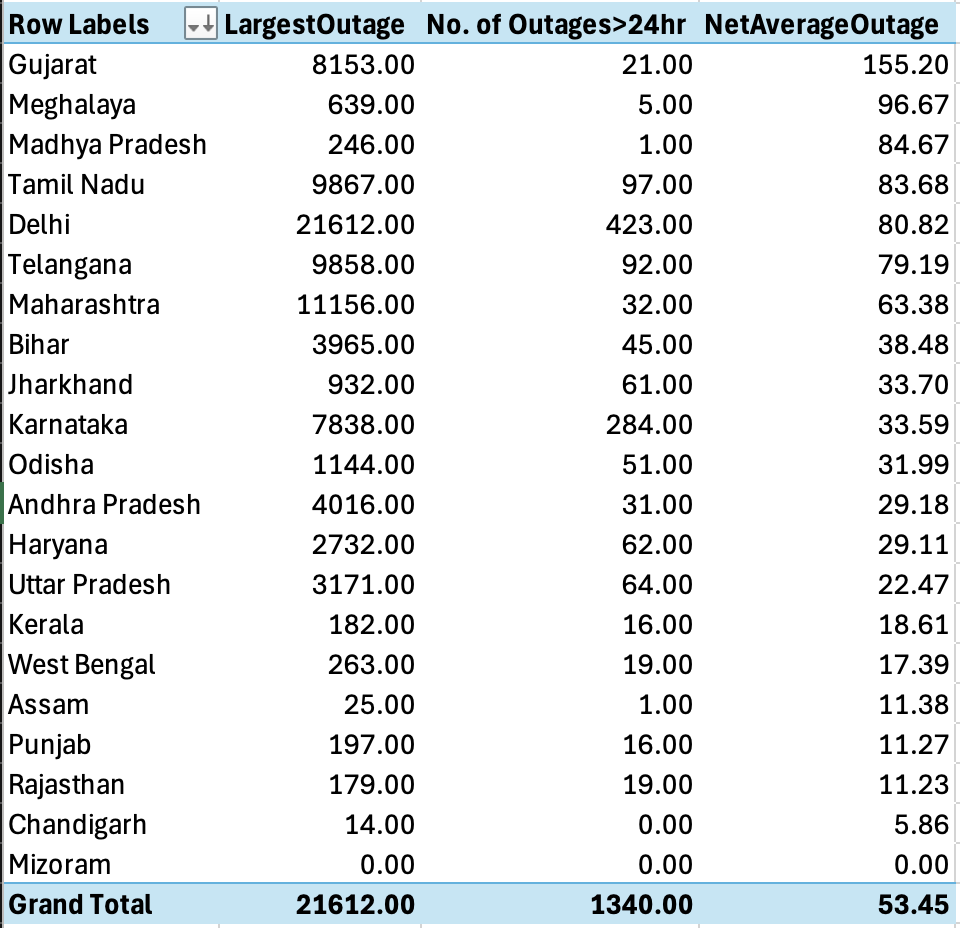 Row Labels LargestOutage No. of Outages>24hr NetAverageOutage
Gujarat 8153.00 21.00 155.20
Meghalaya 639.00 5.00 96.67
Madhya Pradesh 246.00 1.00 84.67
Tamil Nadu 9867.00 97.00 83.68
Delhi 21612.00 423.00 80.82
Telangana 9858.00 92.00 79.19
Maharashtra 11156.00 32.00 63.38
Bihar 3965.00 45.00 38.48
Jharkhand 932.00 61.00 33.70
Karnataka 7838.00 284.00 33.59
Odisha 1144.00 51.00 31.99
Andhra Pradesh 4016.00 31.00 29.18
Haryana 2732.00 62.00 29.11
Uttar Pradesh 3171.00 64.00 22.47
Kerala 182.00 16.00 18.61
West Bengal 263.00 19.00 17.39
Assam 25.00 1.00 11.38
Punjab 197.00 16.00 11.27
Rajasthan 179.00 19.00 11.23
Chandigarh 14.00 0.00 5.86
Mizoram 0.00 0.00 0.00
Grand Total 21612.00 1340.00 53.45